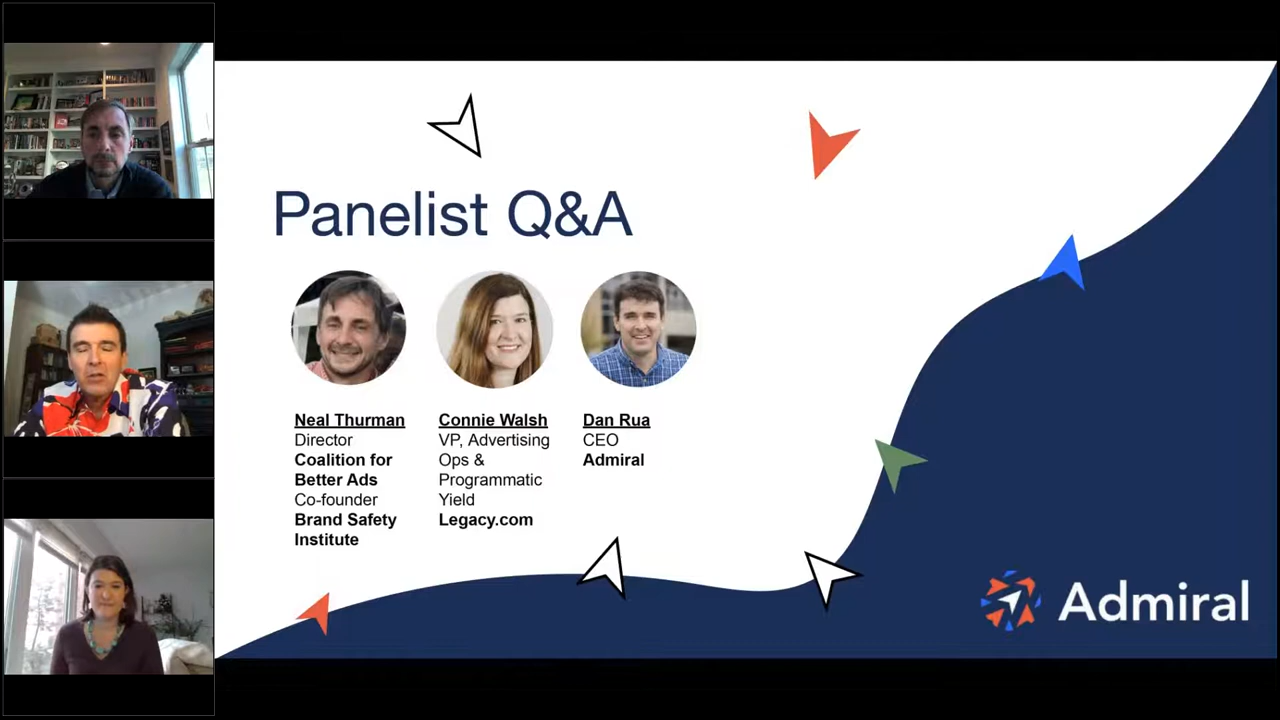 Panelist Q&A
Neal Thurman
Director
Coalition for
Better Ads
Co-founder
Brand Safety
Institute
Connie Walsh
VP, Advertising
Ops &
Programmatic
Yield
Legacy.com
Dan Rua
CEO
Admiral
Admiral